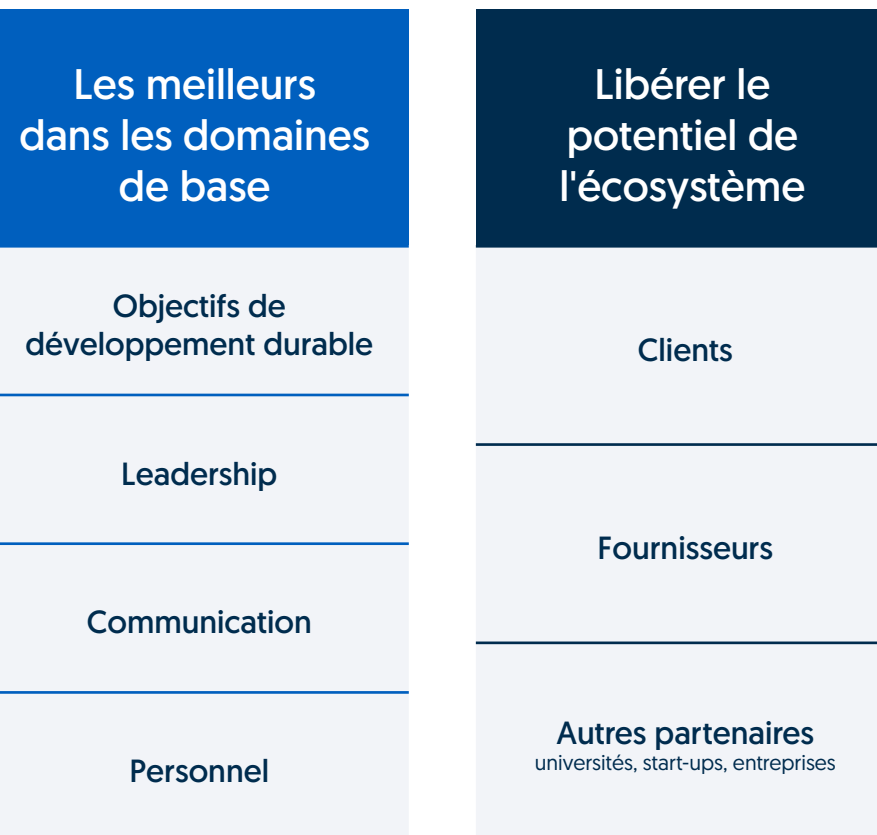 Les meilleurs
dans les domaines
de base
Objectifs de
développement durable
Leadership
Communication
Personnel
Libérer le
potentiel de
l'écosystème
Clients
Fournisseurs
Autres partenaires
universités, start-ups, entreprises